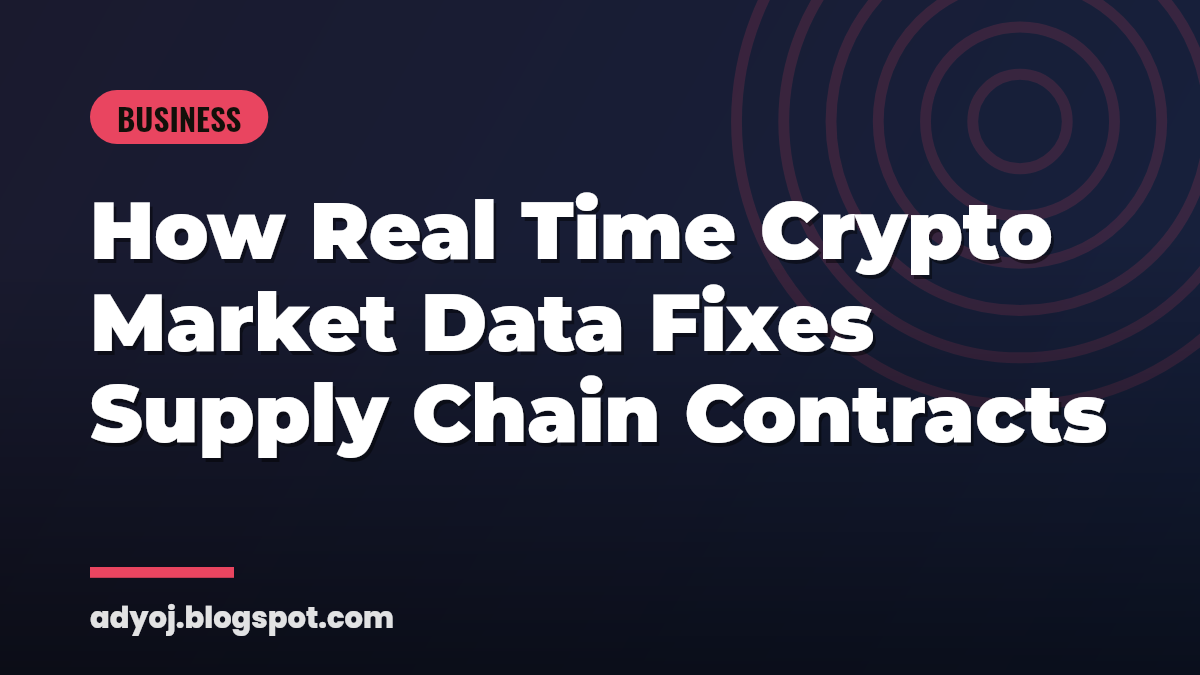 BUSINESS
How Real Time Crypto
Market Data Fixes
Supply Chain Contracts
adyoj.blogspot.com